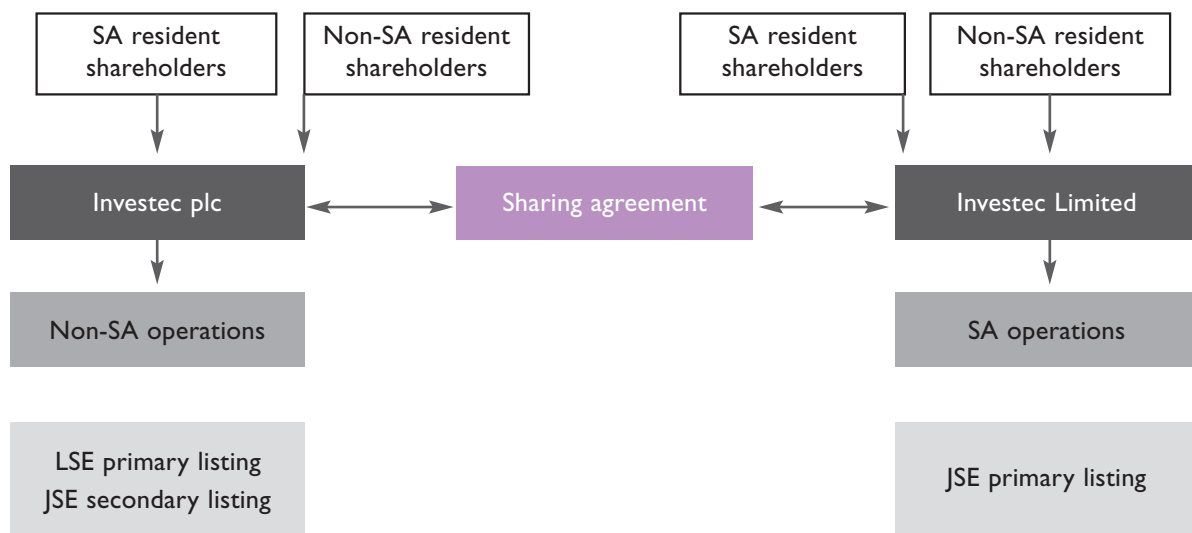 SA resident
shareholders
Non-SA resident
shareholders
SA resident
shareholders
Non-SA resident
shareholders
Investec plc
Sharing agreement
Investec Limited
Non-SA operations
SA operations
LSE primary listing
JSE secondary listing
JSE primary listing